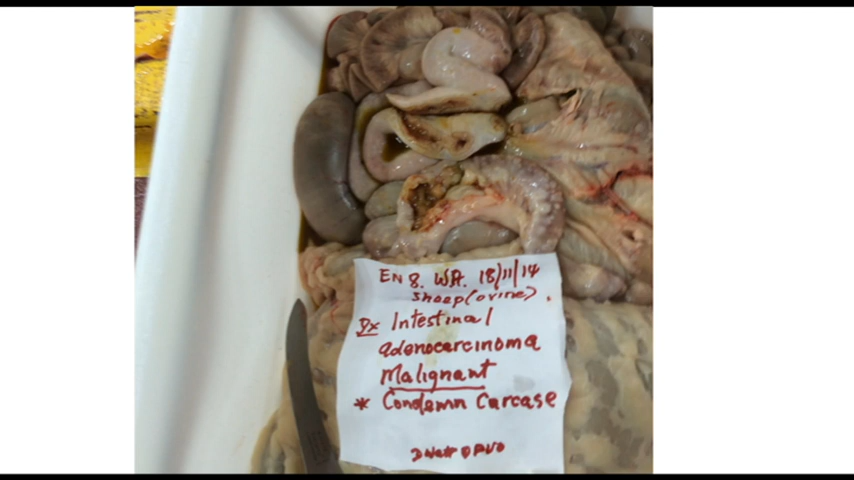 EN 8. WA. 18/11/14
Sheep (ovine).
Dx Intestinal
adenocarcinoma
Malignant
* Condemn Carcase